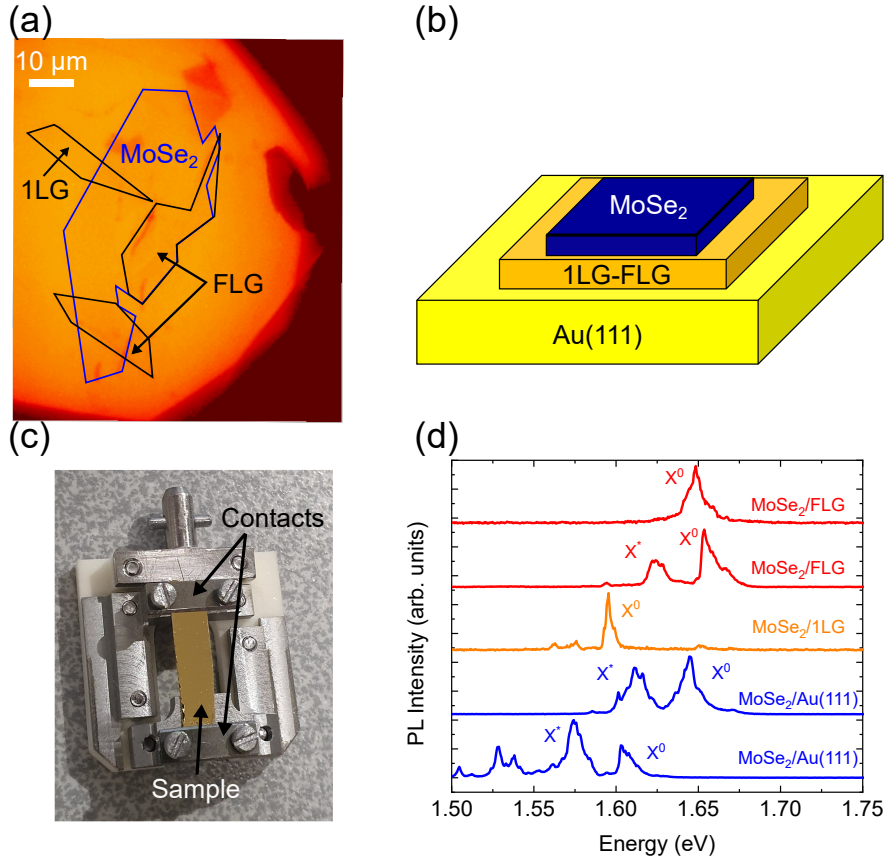 (a)
10 µm
MoSe₂
1LG
FLG
(b)
MoSe₂
1LG-FLG
Au(111)
(c)
Contacts
Sample
(d)
PL Intensity (arb. units)
X⁰
MoSe₂/FLG
X*
X⁰
MoSe₂/FLG
X⁰
MoSe₂/1LG
X*
X⁰
MoSe₂/Au(111)
X*
X⁰
MoSe₂/Au(111)
1.50 1.55 1.60 1.65 1.70 1.75
Energy (eV)